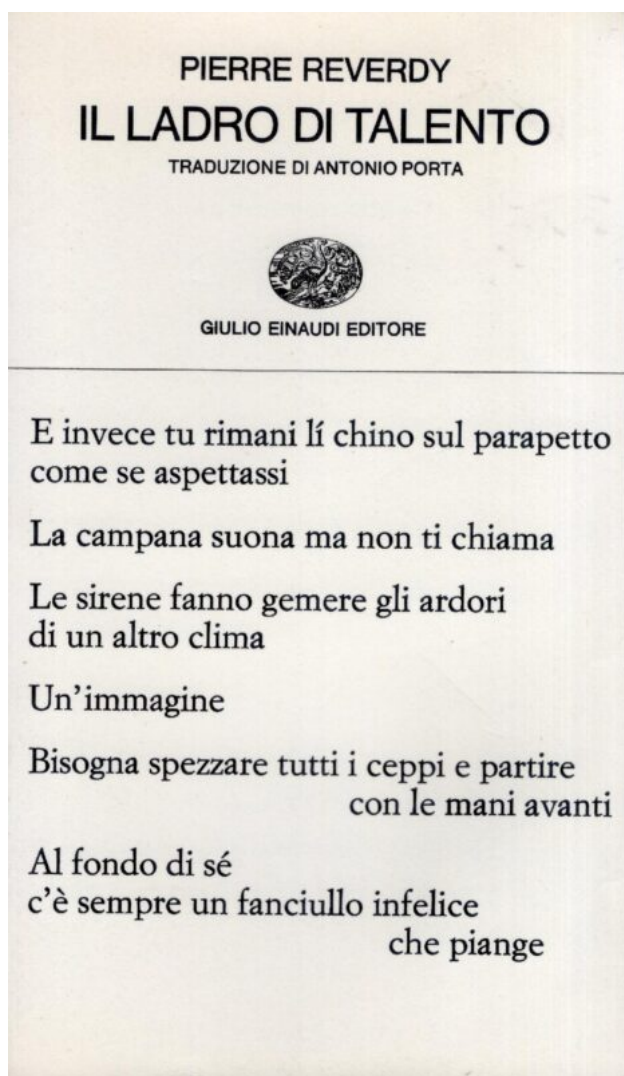 PIERRE REVERDY
IL LADRO DI TALENTO
TRADUZIONE DI ANTONIO PORTA
GIULIO EINAUDI EDITORE
E invece tu rimani lí chino sul parapetto
come se aspettassi
La campana suona ma non ti chiama
Le sirene fanno gemere gli ardori
di un altro clima
Un'immagine
Bisogna spezzare tutti i ceppi e partire
con le mani avanti
Al fondo di sé
c'è sempre un fanciullo infelice
che piange